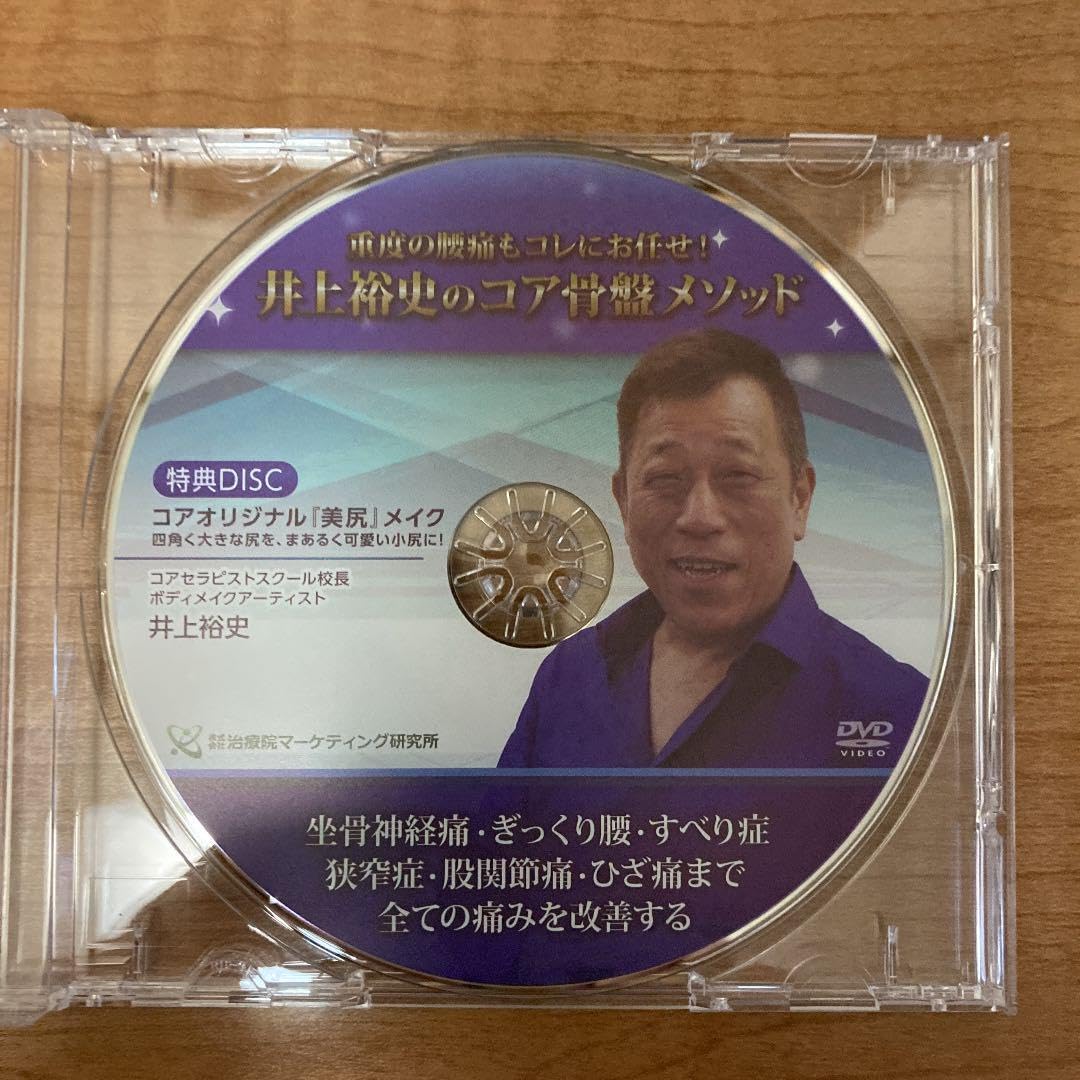 重度の腰痛もコレにお任せ!
井上裕史のコア骨盤メソッド
特典DISC
コアオリジナル『美尻』メイク
四角く大きな尻を、まあるく可愛い小尻に!
コアセラピストスクール校長
ボディメイクアーティスト
井上裕史
株式会社治療院マーケティング研究所
DVD
VIDEO
坐骨神経痛・ぎっくり腰・すべり症
狭窄症・股関節痛・ひざ痛まで
全ての痛みを改善する